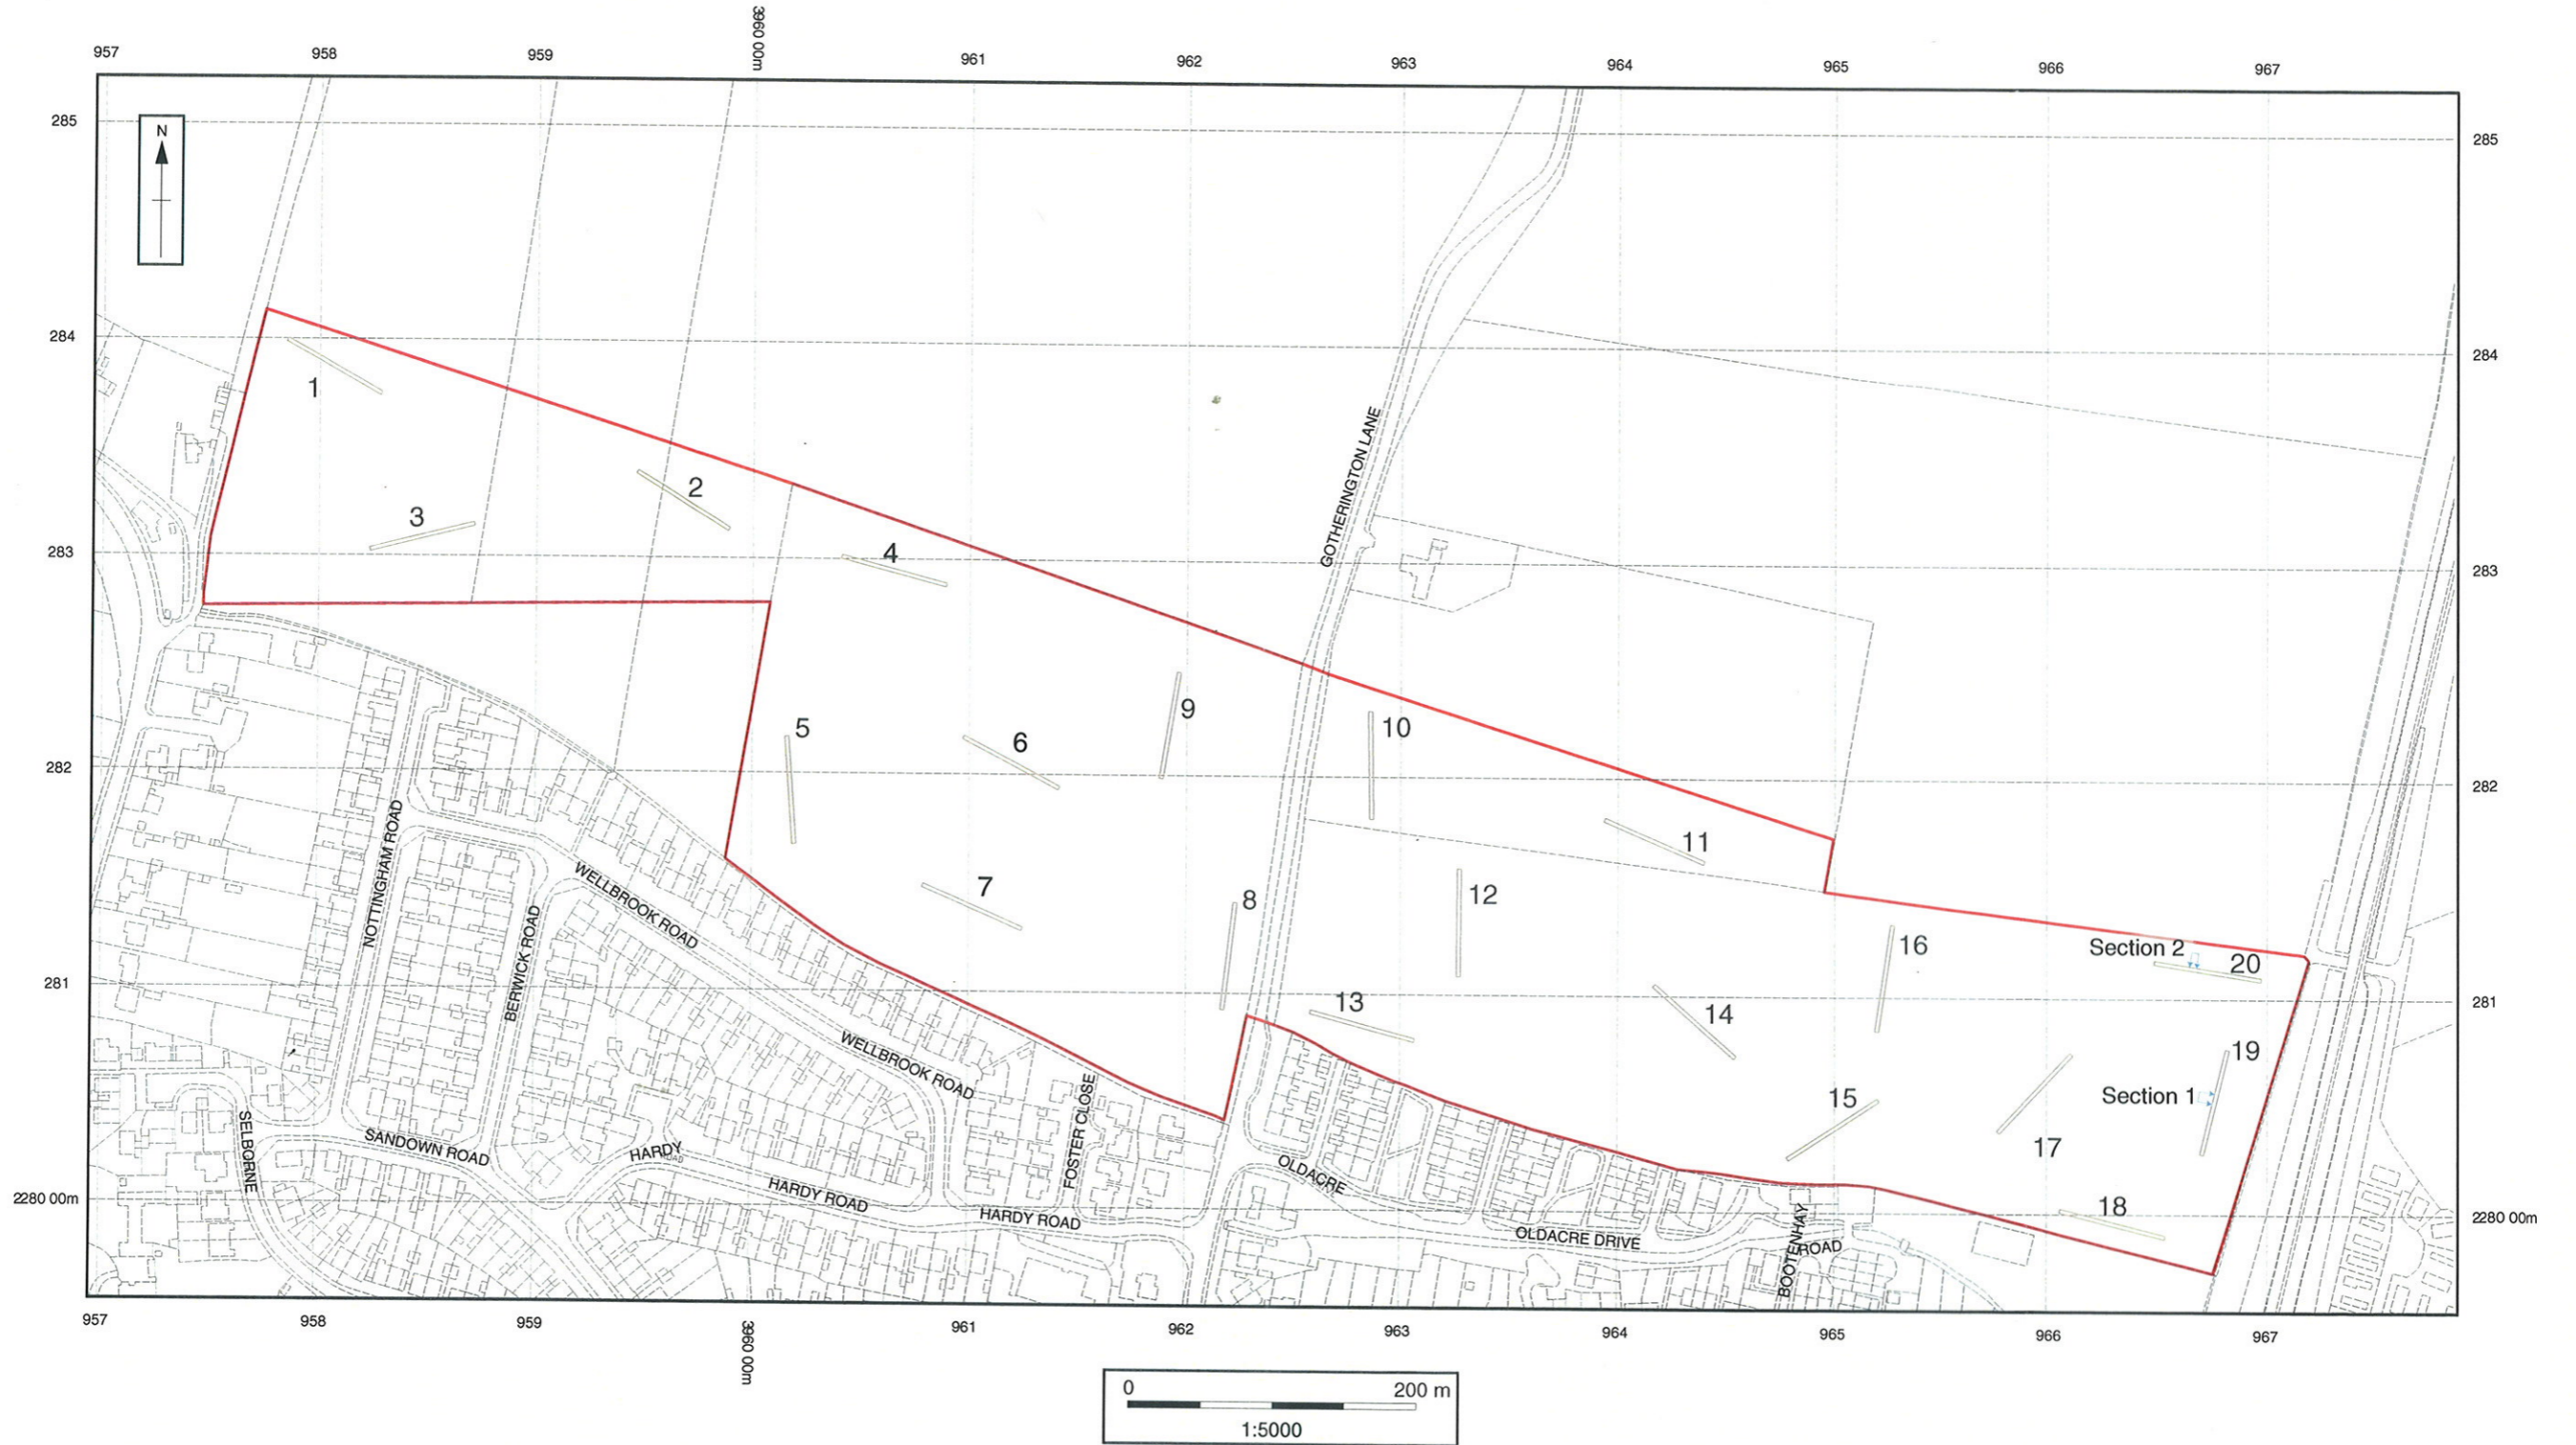 957
958
959
3960 00m
961
962
963
964
965
966
967
285
285
N
284
284
1
2
3
GOTHERINGTON LANE
283
4
283
9
5
10
6
282
282
NOTTINGHAM ROAD
11
WELLBROOK ROAD
7
12
8
BERWICK ROAD
16
Section 2
20
281
13
281
14
WELLBROOK ROAD
19
FOSTER CLOSE
15
Section 1
SELBORNE
SANDOWN ROAD
HARDY
ROAD
17
OLDACRE
HARDY ROAD
2280 00m
HARDY ROAD
18
2280 00m
OLDACRE DRIVE
BOOTENHAY
ROAD
957
958
959
3960 00m
961
962
963
964
965
966
967
0
200 m
1:5000